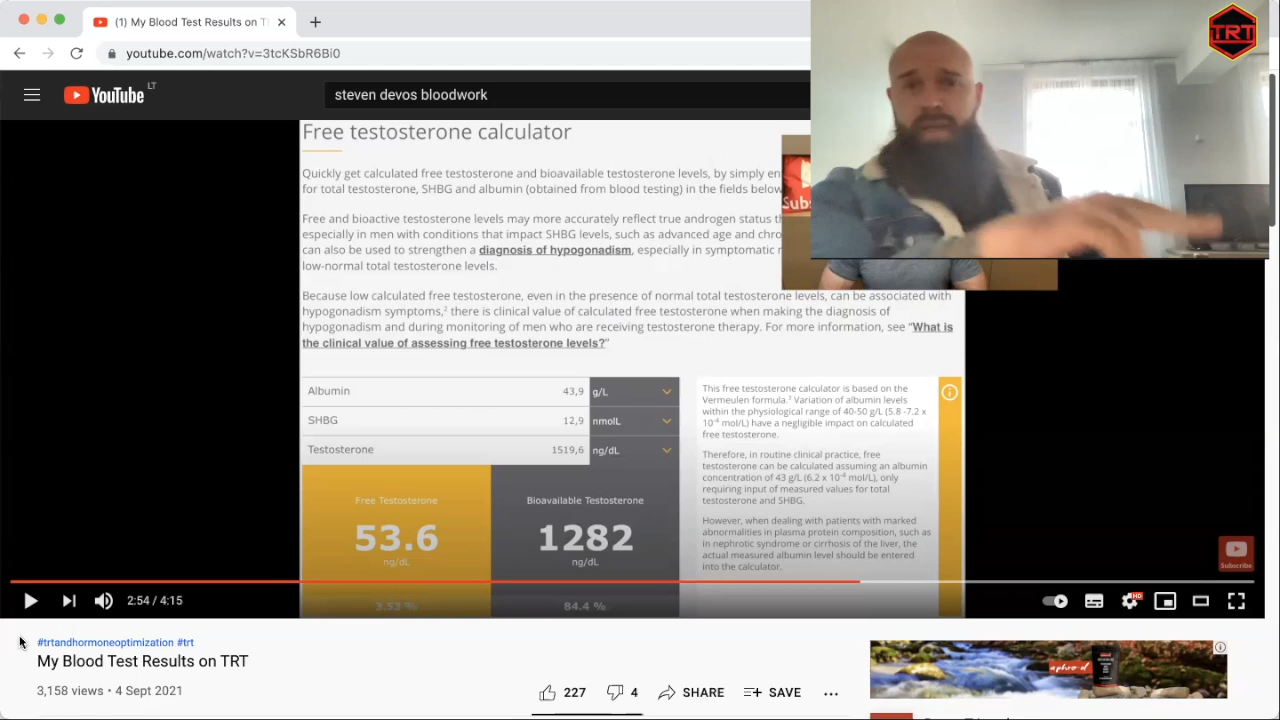 (1) My Blood Test Results on T
TRT
youtube.com/watch?v=3tcKSbR6Bi0
YouTube LT
steven devos bloodwork
Free testosterone calculator
Quickly get calculated free testosterone and bioavailable testosterone levels, by simply en
for total testosterone, SHBG and albumin (obtained from blood testing) in the fields below
Subs
Free and bioactive testosterone levels may more accurately reflect true androgen status th
especially in men with conditions that impact SHBG levels, such as advanced age and chro
can also be used to strengthen a diagnosis of hypogonadism, especially in symptomatic
low-normal total testosterone levels.
Because low calculated free testosterone, even in the presence of normal total testosterone levels, can be associated with
hypogonadism symptoms,² there is clinical value of calculated free testosterone when making the diagnosis of
hypogonadism and during monitoring of men who are receiving testosterone therapy. For more information, see “What is
the clinical value of assessing free testosterone levels?”
Albumin 43,9 g/L
SHBG 12,9 nmolL
Testosterone 1519,6 ng/dL
Free Testosterone
53.6
ng/dL
3.53 %
Bioavailable Testosterone
1282
ng/dL
84.4 %
This free testosterone calculator is based on the
Vermeulen formula.³ Variation of albumin levels
within the physiological range of 40-50 g/L (5.8 -7.2 x
10⁻⁴ mol/L) have a negligible impact on calculated
free testosterone.
Therefore, in routine clinical practice, free
testosterone can be calculated assuming an albumin
concentration of 43 g/L (6.2 x 10⁻⁴ mol/L), only
requiring input of measured values for total
testosterone and SHBG.
However, when dealing with patients with marked
abnormalities in plasma protein composition, such as
in nephrotic syndrome or cirrhosis of the liver, the
actual measured albumin level should be entered
into the calculator.
Subscribe
2:54 / 4:15
HD
#trtandhormoneoptimization #trt
My Blood Test Results on TRT
3,158 views • 4 Sept 2021
227 4 SHARE SAVE
aphro-d